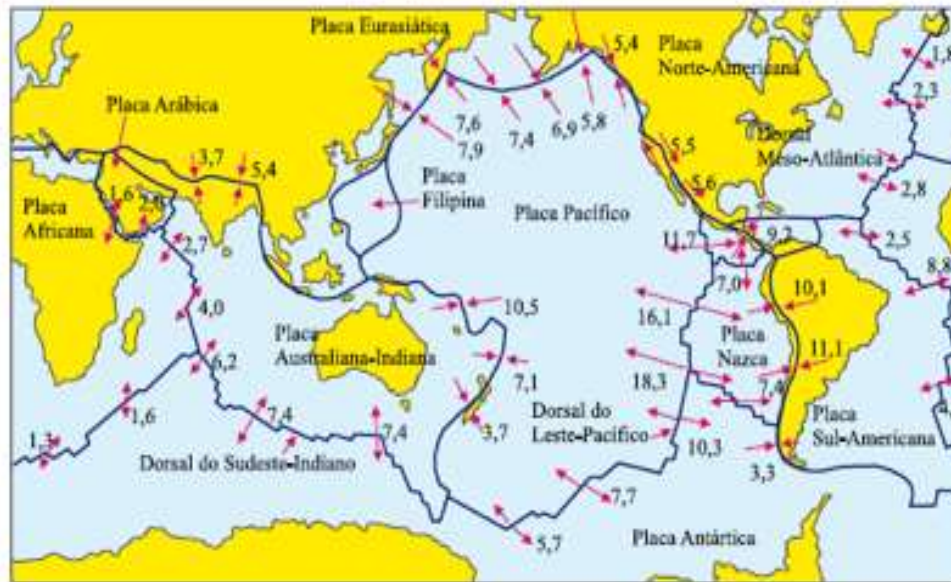 Placa Eurasiática
5,4
Placa
Norte-Americana
1,8
2,3
Placa Arábica
7,6
7,9
7,4
6,9
5,8
Dorsal
Meso-Atlântica
3,7
5,4
5,5
5,6
2,8
Placa
Filipina
Placa Pacífico
Placa
Africana
1,6
2,7
11,7
9,2
2,5
7,0
8,8
4,0
10,5
16,1
10,1
Placa
Australiana-Indiana
Placa
Nazca
11,1
6,2
7,1
18,3
7,4
1,6
7,4
7,4
3,7
Dorsal do
Leste-Pacífico
Placa
Sul-Americana
1,3
Dorsal do Sudeste-Indiano
10,3
3,3
7,7
5,7
Placa Antártica